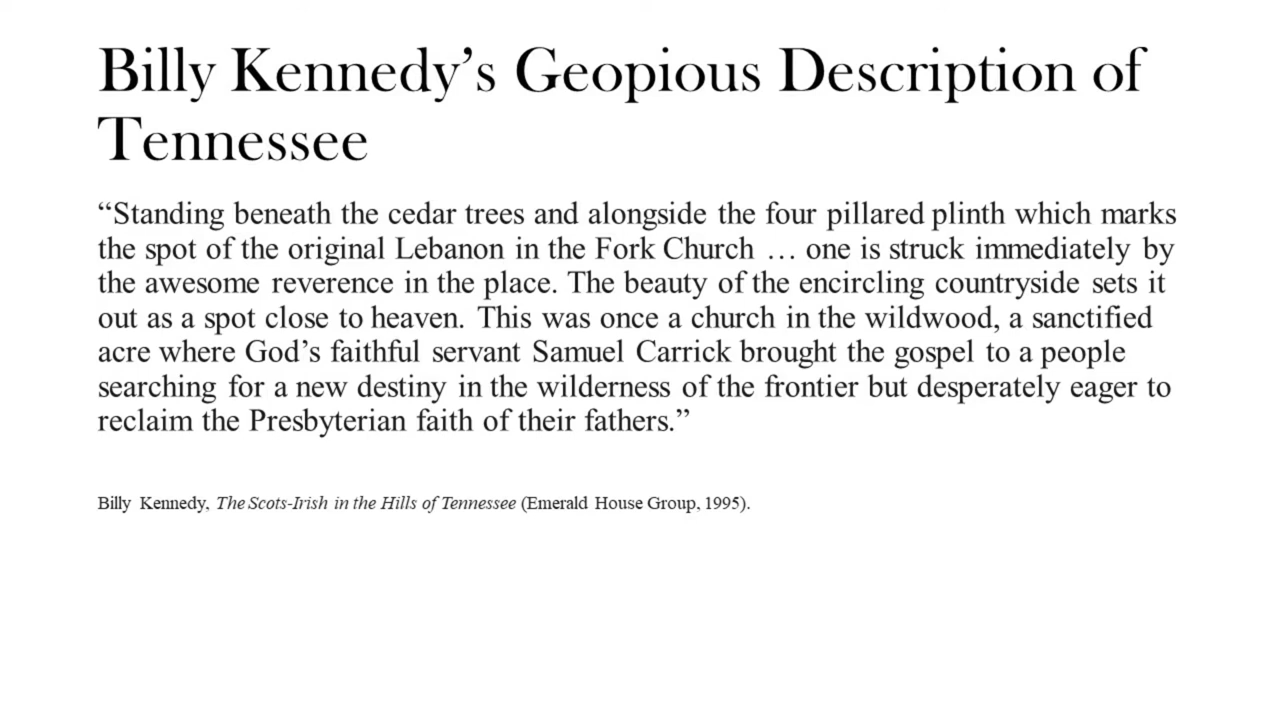 Billy Kennedy’s Geopious Description of
Tennessee
“Standing beneath the cedar trees and alongside the four pillared plinth which marks
the spot of the original Lebanon in the Fork Church … one is struck immediately by
the awesome reverence in the place. The beauty of the encircling countryside sets it
out as a spot close to heaven. This was once a church in the wildwood, a sanctified
acre where God’s faithful servant Samuel Carrick brought the gospel to a people
searching for a new destiny in the wilderness of the frontier but desperately eager to
reclaim the Presbyterian faith of their fathers.”
Billy Kennedy, The Scots-Irish in the Hills of Tennessee (Emerald House Group, 1995).